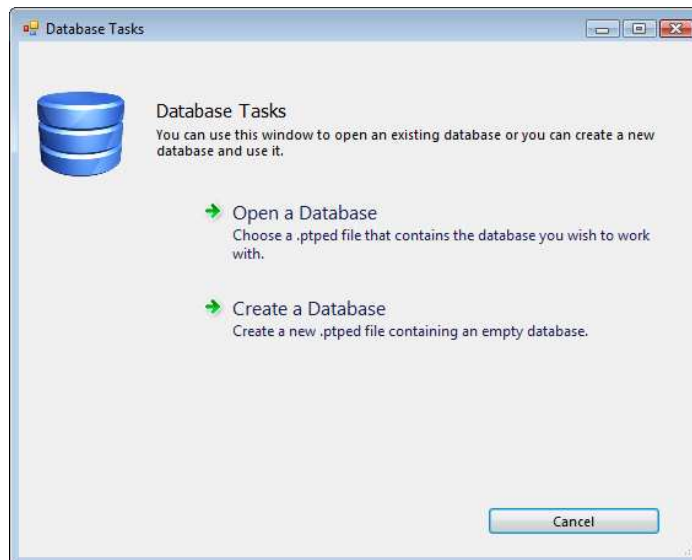 Database Tasks
Database Tasks
You can use this window to open an existing database or you can create a new
database and use it.
Open a Database
Choose a .ptped file that contains the database you wish to work
with.
Create a Database
Create a new .ptped file containing an empty database.
Cancel